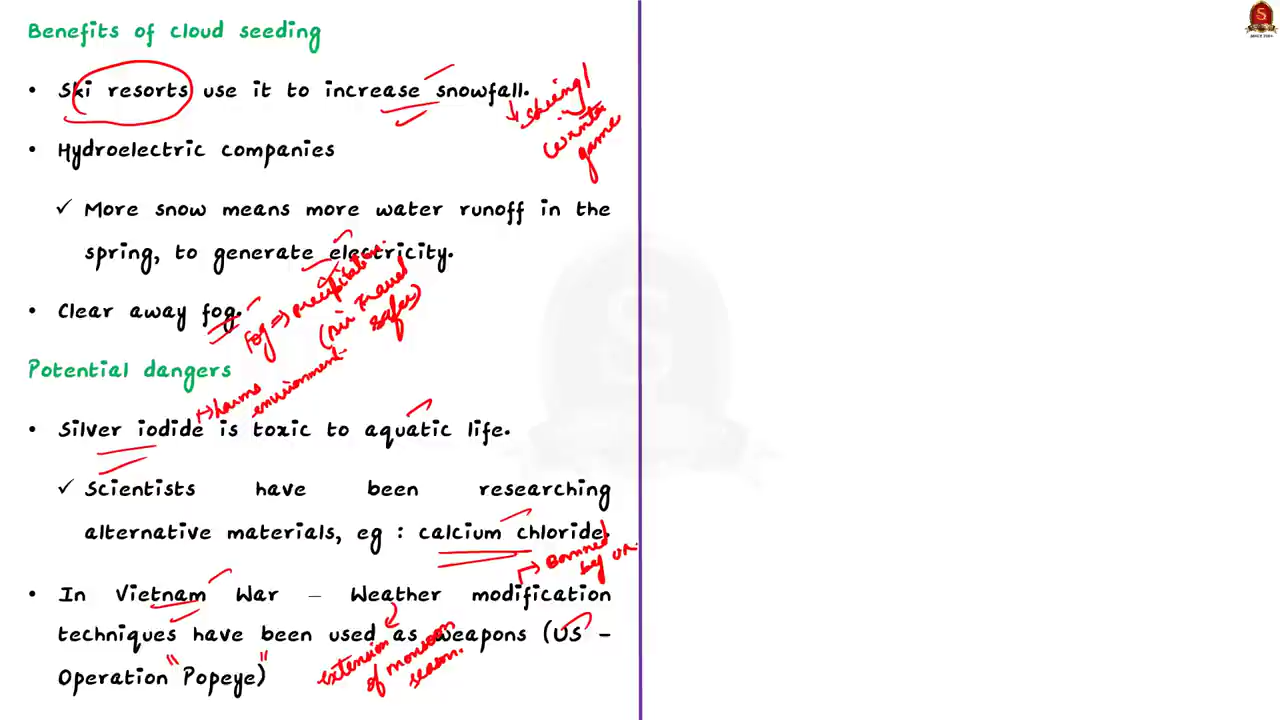 Benefits of cloud seeding
• Ski resorts use it to increase snowfall.
↓ skiing/
winter
game
• Hydroelectric companies
✓ More snow means more water runoff in the
spring, to generate electricity.
• Clear away fog.
Fog => precipitation.
(Air travel
safer)
Potential dangers
↦ harms
environment.
• Silver iodide is toxic to aquatic life.
✓ Scientists have been researching
alternative materials, eg : calcium chloride.
→ Banned
by UN.
• In Vietnam War – Weather modification
techniques have been used as weapons (US –
Operation "Popeye")
extension
of monsoon
season.
S